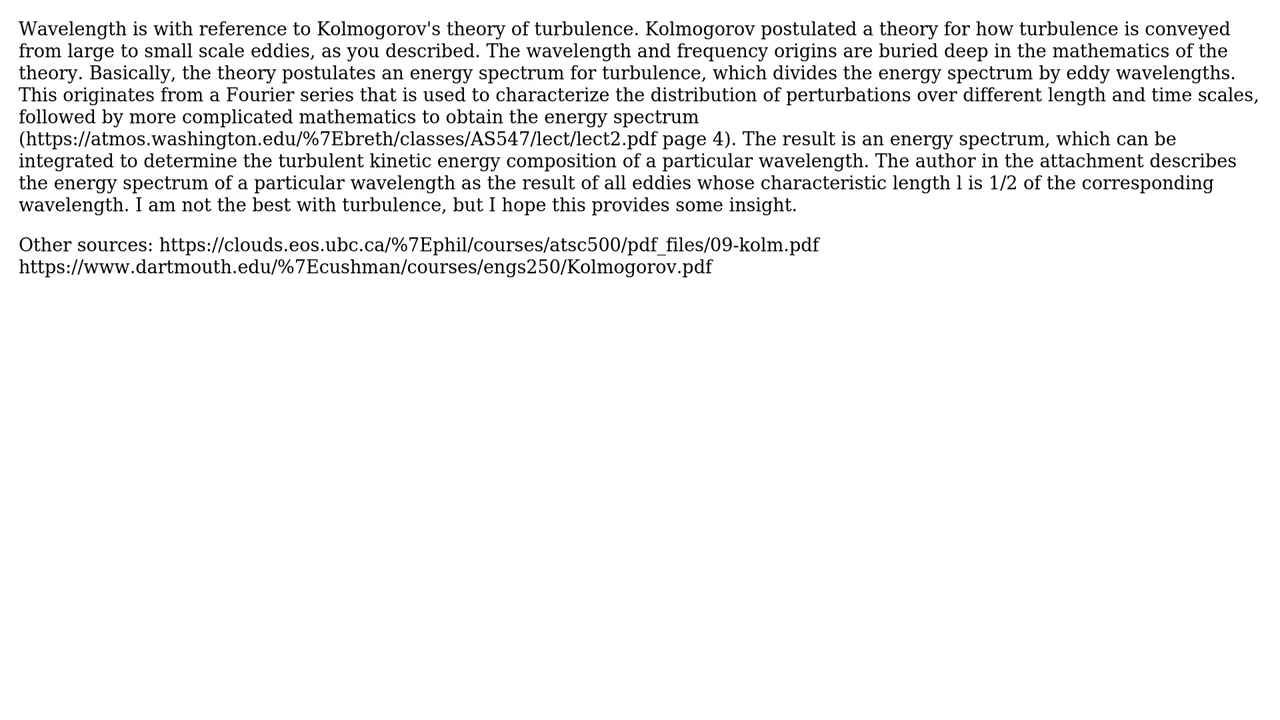 Wavelength is with reference to Kolmogorov's theory of turbulence. Kolmogorov postulated a theory for how turbulence is conveyed
from large to small scale eddies, as you described. The wavelength and frequency origins are buried deep in the mathematics of the
theory. Basically, the theory postulates an energy spectrum for turbulence, which divides the energy spectrum by eddy wavelengths.
This originates from a Fourier series that is used to characterize the distribution of perturbations over different length and time scales,
followed by more complicated mathematics to obtain the energy spectrum
(https://atmos.washington.edu/%7Ebreth/classes/AS547/lect/lect2.pdf page 4). The result is an energy spectrum, which can be
integrated to determine the turbulent kinetic energy composition of a particular wavelength. The author in the attachment describes
the energy spectrum of a particular wavelength as the result of all eddies whose characteristic length l is 1/2 of the corresponding
wavelength. I am not the best with turbulence, but I hope this provides some insight.
Other sources: https://clouds.eos.ubc.ca/%7Ephil/courses/atsc500/pdf_files/09-kolm.pdf
https://www.dartmouth.edu/%7Ecushman/courses/engs250/Kolmogorov.pdf